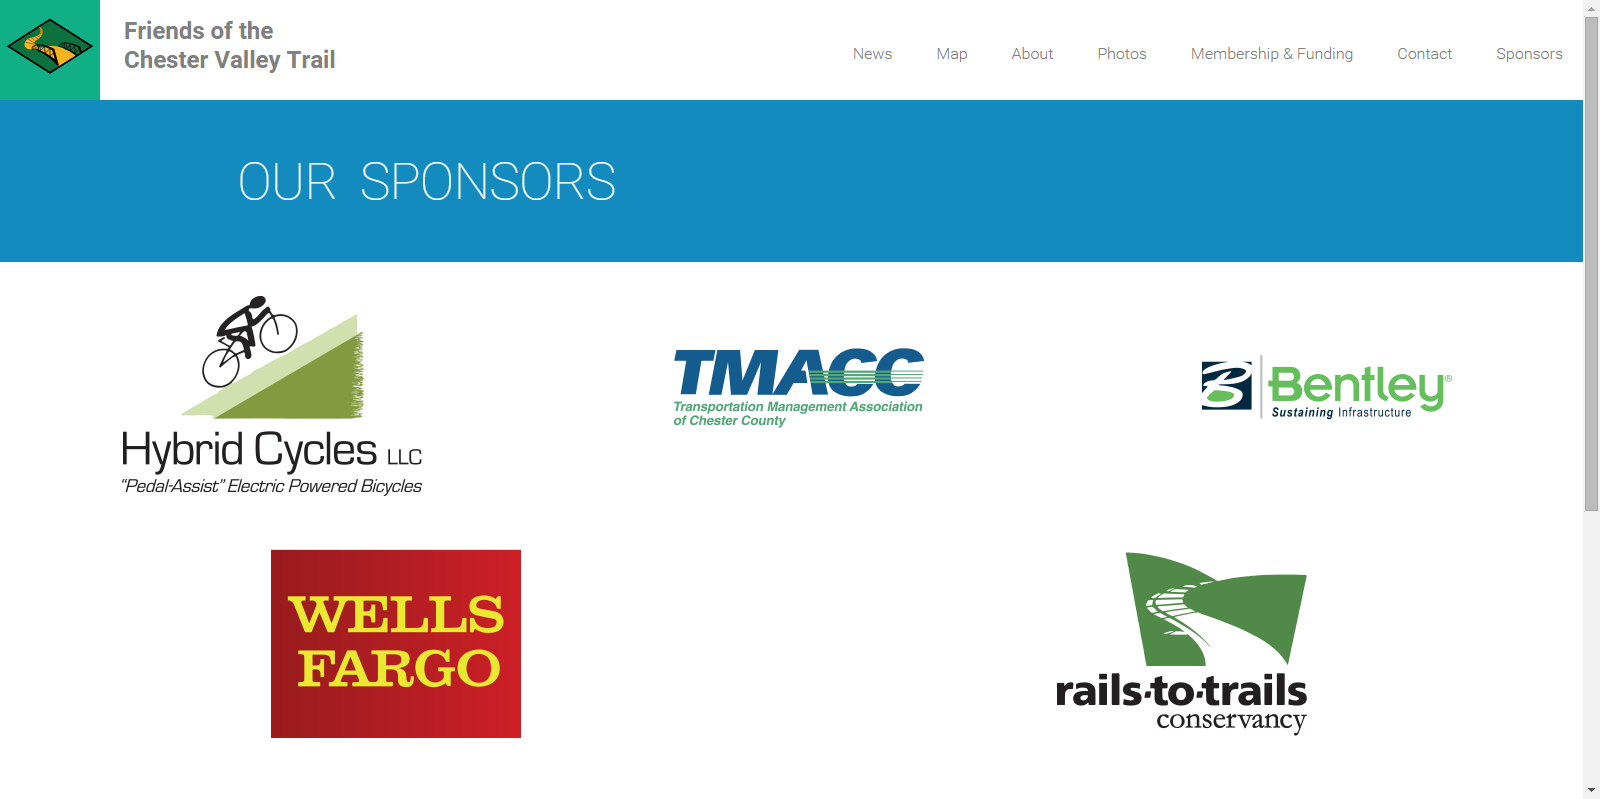 Friends of the
Chester Valley Trail
News
Map
About
Photos
Membership & Funding
Contact
Sponsors
OUR SPONSORS
Hybrid Cycles LLC
"Pedal-Assist" Electric Powered Bicycles
TMACC
Transportation Management Association
of Chester County
B
Bentley®
Sustaining Infrastructure
WELLS
FARGO
rails-to-trails
conservancy